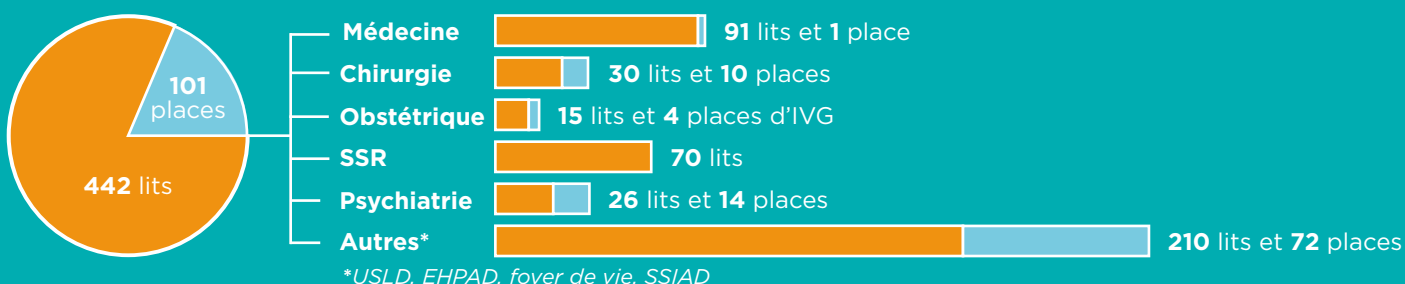 101
places
442 lits
Médecine 91 lits et 1 place
Chirurgie 30 lits et 10 places
Obstétrique 15 lits et 4 places d'IVG
SSR 70 lits
Psychiatrie 26 lits et 14 places
Autres* 210 lits et 72 places
*USLD, EHPAD, foyer de vie, SSIAD